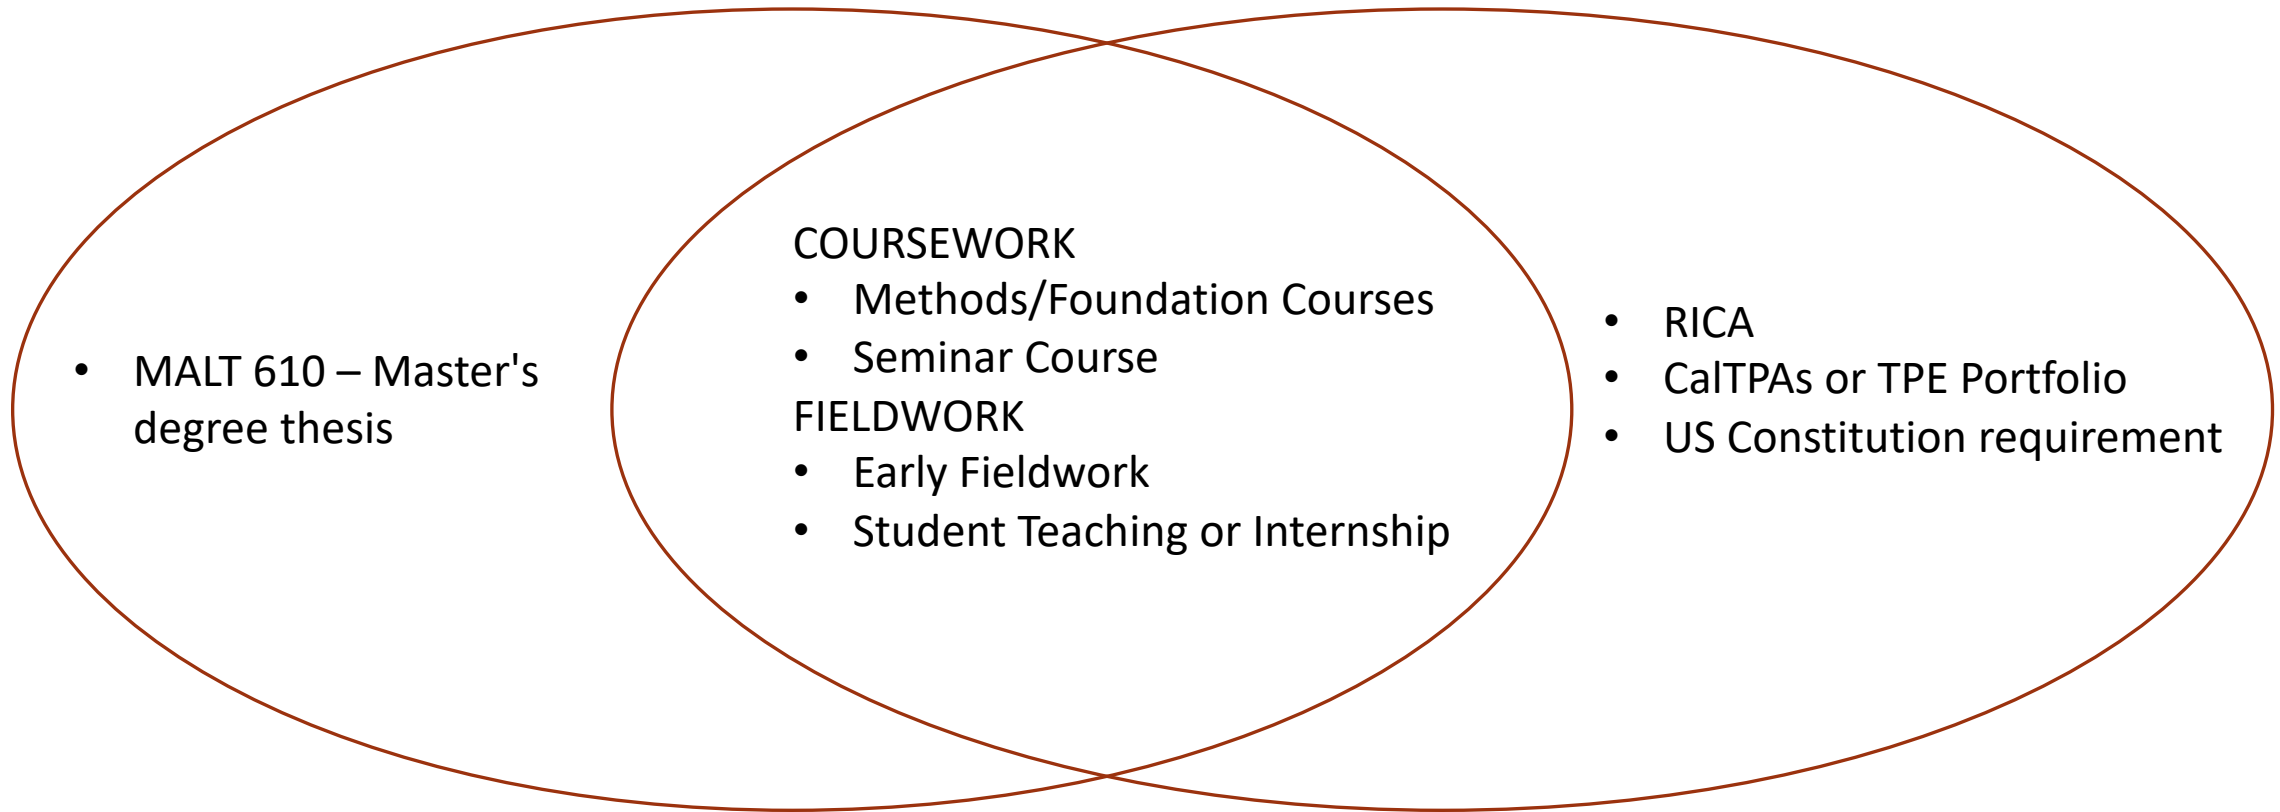 • MALT 610 – Master's
degree thesis
COURSEWORK
• Methods/Foundation Courses
• Seminar Course
FIELDWORK
• Early Fieldwork
• Student Teaching or Internship
• RICA
• CalTPAs or TPE Portfolio
• US Constitution requirement